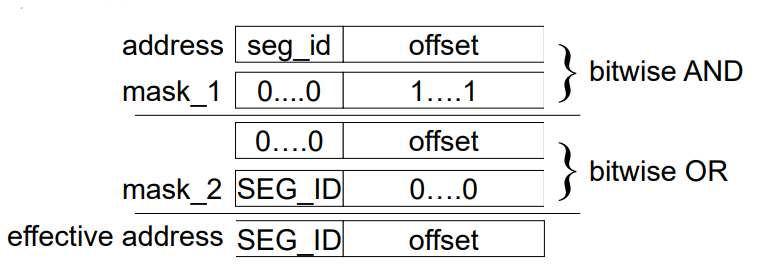 address seg_id offset
bitwise AND
mask_1 0....0 1....1
0....0 offset
bitwise OR
mask_2 SEG_ID 0....0
effective address SEG_ID offset